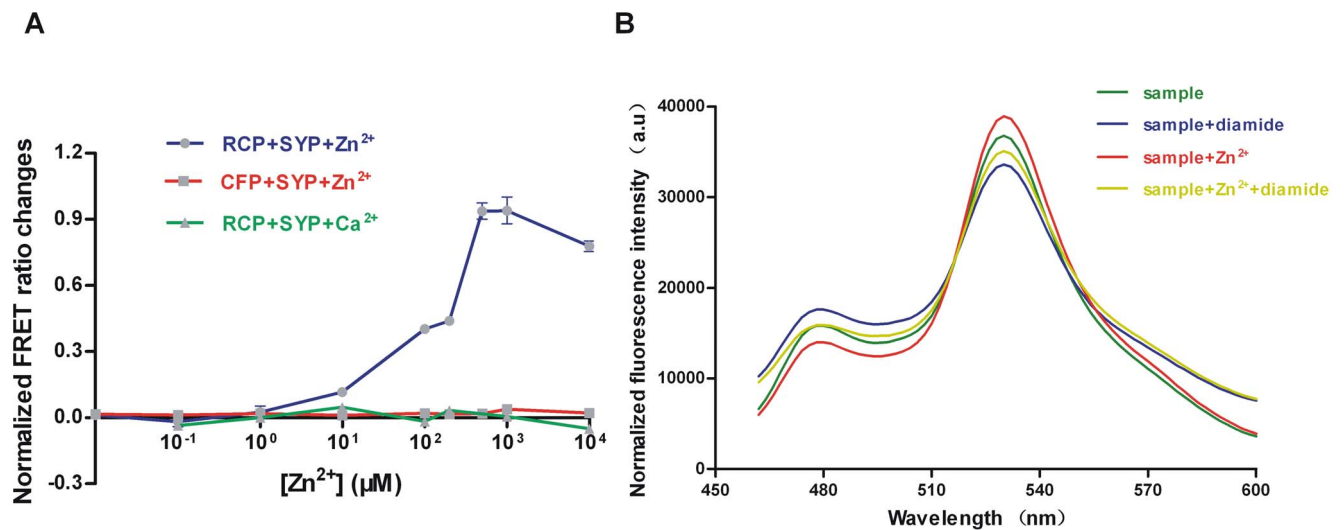 A
Normalized FRET ratio changes
1.2
0.9
0.6
0.3
0.0
-0.3
RCP+SYP+Zn²⁺
CFP+SYP+Zn²⁺
RCP+SYP+Ca²⁺
10⁻¹ 10⁰ 10¹ 10² 10³ 10⁴
[Zn²⁺] (μM)
B
Normalized fluorescence intensity (a.u)
40000
30000
20000
10000
0
sample
sample+diamide
sample+Zn²⁺
sample+Zn²⁺+diamide
450 480 510 540 570 600
Wavelength (nm)